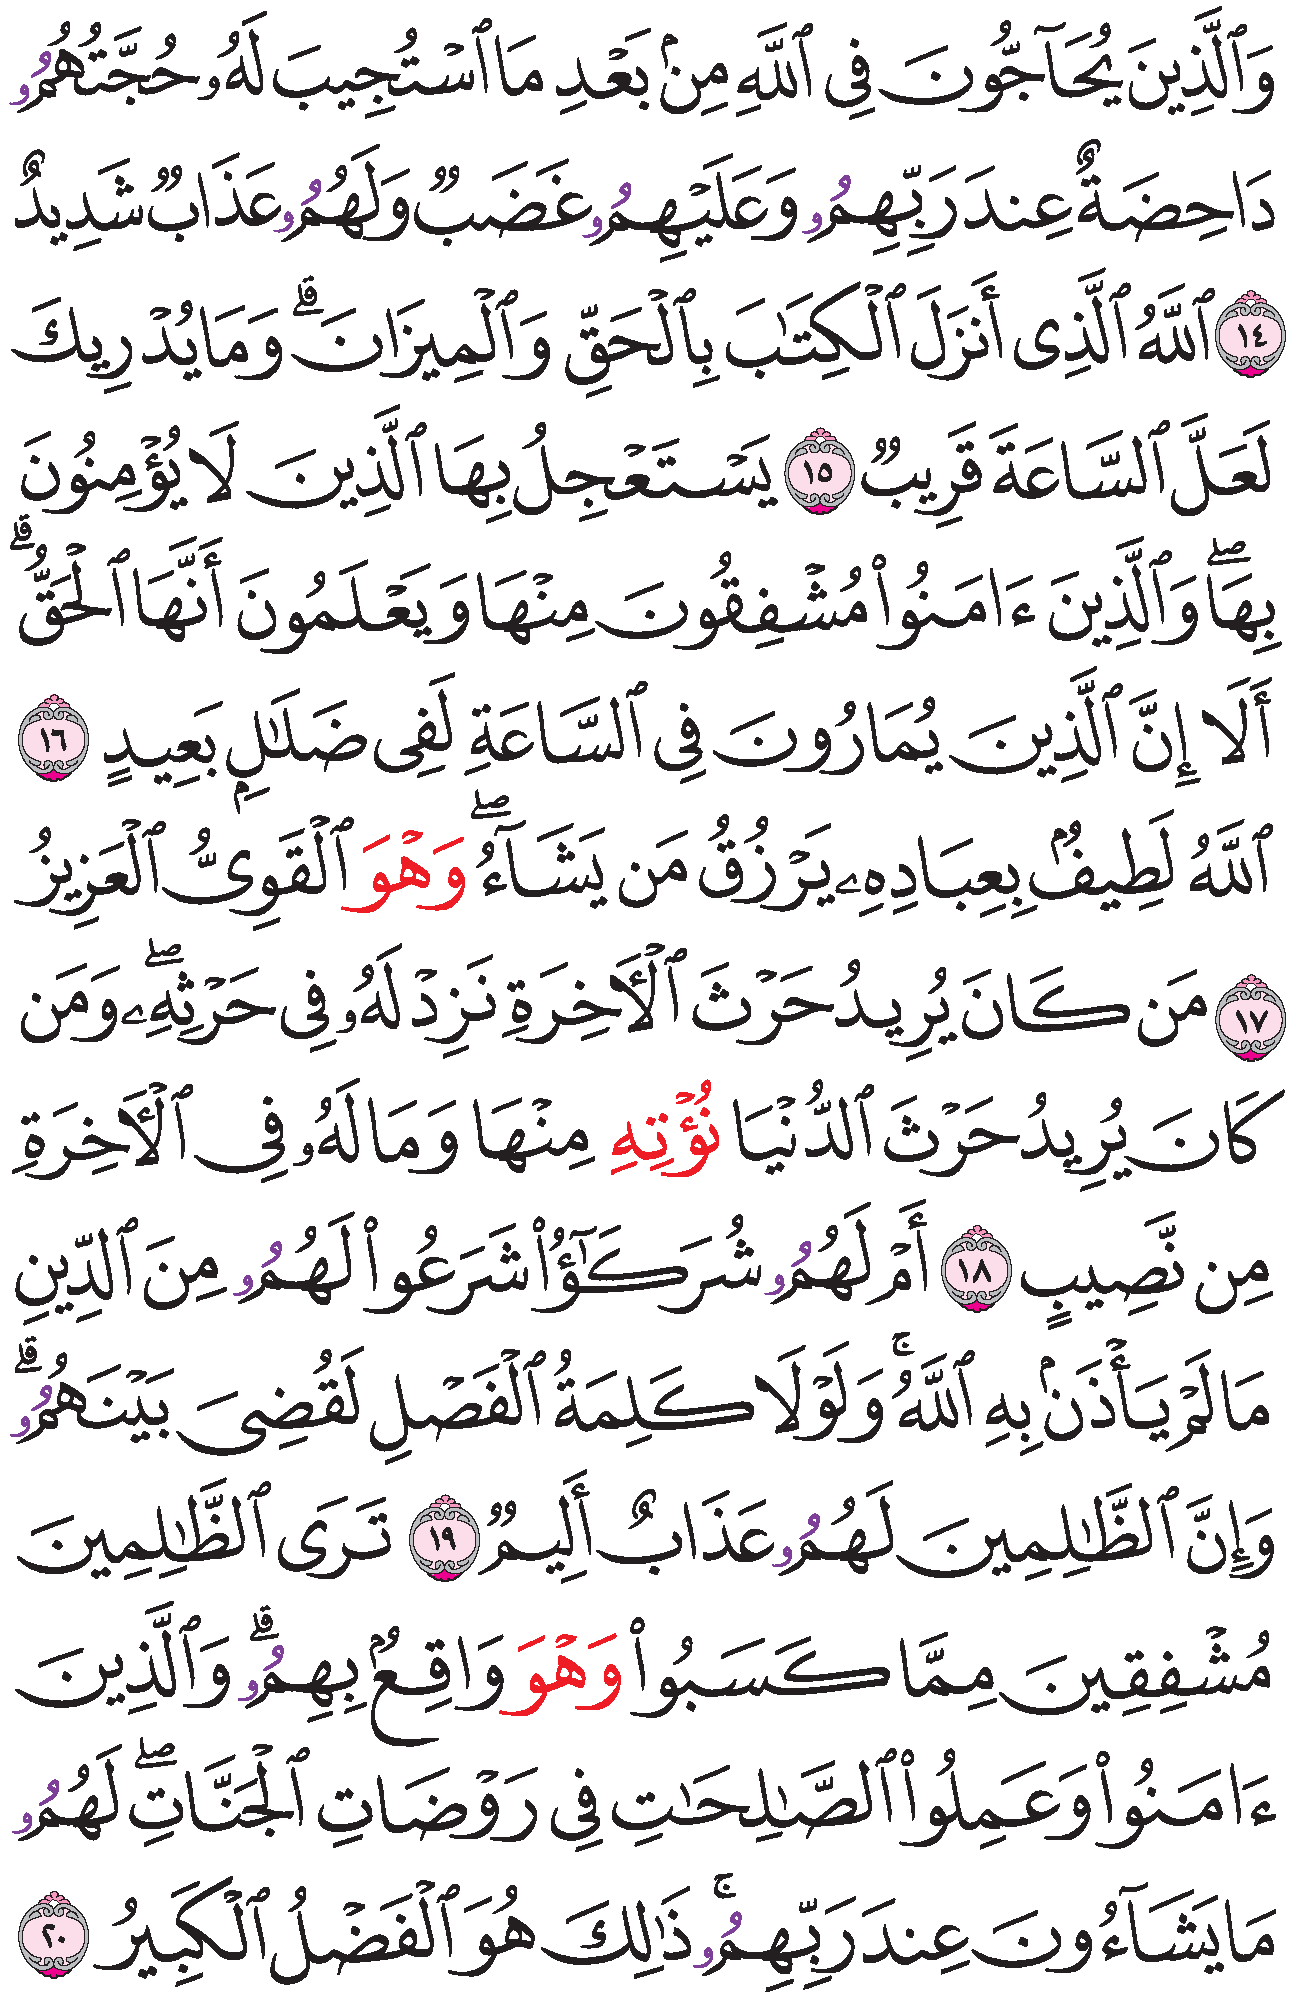 وَٱلَّذِينَ يُحَآجُّونَ فِى ٱللَّهِ مِنۢ بَعْدِ مَا ٱسْتُجِيبَ لَهُۥ حُجَّتُهُمُۥ
دَاحِضَةٌ عِندَ رَبِّهِمُۥ وَعَلَيْهِمُۥ غَضَبٌ وَلَهُمُۥ عَذَابٌ شَدِيدٌ
١٤ ٱللَّهُ ٱلَّذِى أَنزَلَ ٱلْكِتَٰبَ بِٱلْحَقِّ وَٱلْمِيزَانَ ۗ وَمَا يُدْرِيكَ
لَعَلَّ ٱلسَّاعَةَ قَرِيبٌ ١٥ يَسْتَعْجِلُ بِهَا ٱلَّذِينَ لَا يُؤْمِنُونَ
بِهَا ۖ وَٱلَّذِينَ ءَامَنُوا۟ مُشْفِقُونَ مِنْهَا وَيَعْلَمُونَ أَنَّهَا ٱلْحَقُّ ۗ
أَلَا إِنَّ ٱلَّذِينَ يُمَارُونَ فِى ٱلسَّاعَةِ لَفِى ضَلَٰلٍۭ بَعِيدٍ ١٦
ٱللَّهُ لَطِيفٌۢ بِعِبَادِهِۦ يَرْزُقُ مَن يَشَآءُ ۖ وَهْوَ ٱلْقَوِىُّ ٱلْعَزِيزُ
١٧ مَن كَانَ يُرِيدُ حَرْثَ ٱلْأَخِرَةِ نَزِدْ لَهُۥ فِى حَرْثِهِۦ ۖ وَمَن
كَانَ يُرِيدُ حَرْثَ ٱلدُّنْيَا نُؤْتِهِ مِنْهَا وَمَا لَهُۥ فِى ٱلْأَخِرَةِ
مِن نَّصِيبٍ ١٨ أَمْ لَهُمُۥ شُرَكَٰٓؤُا۟ شَرَعُوا۟ لَهُمُۥ مِنَ ٱلدِّينِ
مَا لَمْ يَأْذَنۢ بِهِ ٱللَّهُ ۚ وَلَوْلَا كَلِمَةُ ٱلْفَصْلِ لَقُضِىَ بَيْنَهُمُۥ ۗ
وَإِنَّ ٱلظَّٰلِمِينَ لَهُمُۥ عَذَابٌ أَلِيمٌ ١٩ تَرَى ٱلظَّٰلِمِينَ
مُشْفِقِينَ مِمَّا كَسَبُوا۟ وَهْوَ وَاقِعٌۢ بِهِمُۥ ۗ وَٱلَّذِينَ
ءَامَنُوا۟ وَعَمِلُوا۟ ٱلصَّٰلِحَٰتِ فِى رَوْضَاتِ ٱلْجَنَّاتِ ۖ لَهُمُۥ
مَا يَشَآءُونَ عِندَ رَبِّهِمُۥ ۚ ذَٰلِكَ هُوَ ٱلْفَضْلُ ٱلْكَبِيرُ ٢٠